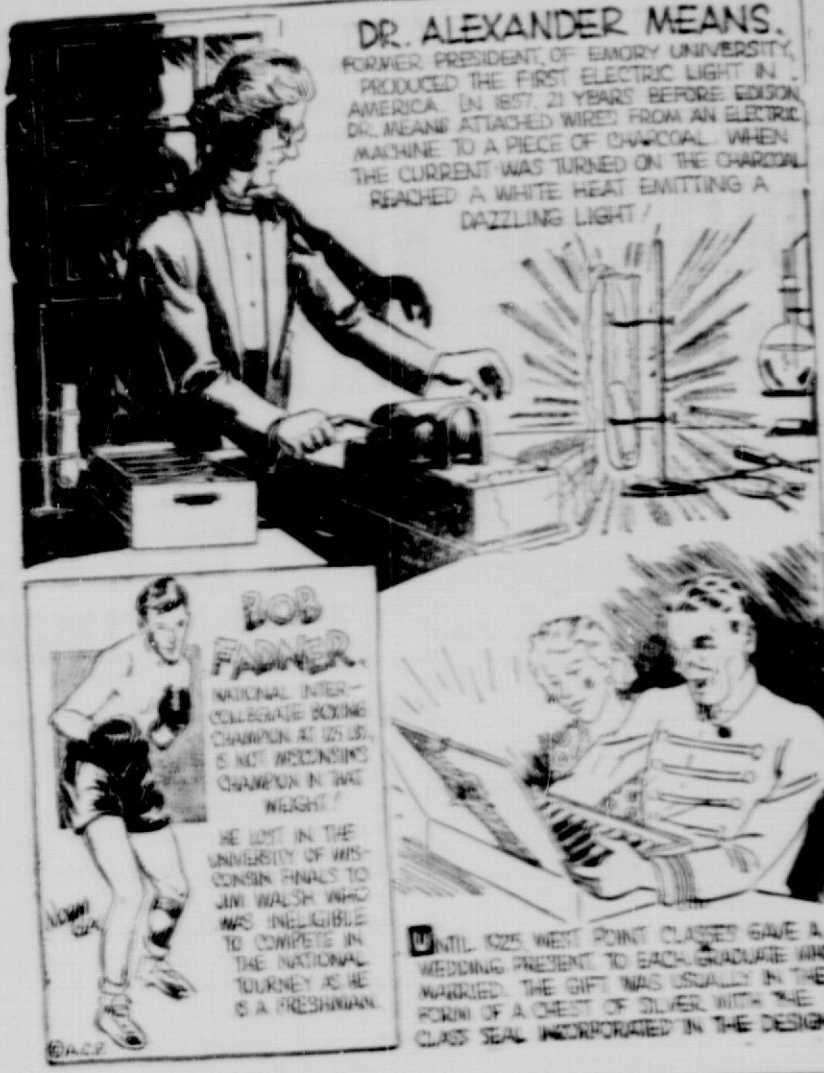 DR. ALEXANDER MEANS.
FORMER PRESIDENT, OF EMORY UNIVERSITY,
PRODUCED THE FIRST ELECTRIC LIGHT IN
AMERICA. IN 1857, 21 YEARS BEFORE EDISON
DR. MEANS ATTACHED WIRES FROM AN ELECTRIC
MACHINE TO A PIECE OF CHARCOAL. WHEN
THE CURRENT WAS TURNED ON THE CHARCOAL
REACHED A WHITE HEAT EMITTING A
DAZZLING LIGHT!
BOB
FADNER.
NATIONAL INTER-
COLLEGIATE BOXING
CHAMPION AT 125 LBS.,
IS NOT WISCONSIN'S
CHAMPION IN THAT
WEIGHT!
HE LOST IN THE
UNIVERSITY OF WIS-
CONSIN FINALS TO
JIM WALSH WHO
WAS INELIGIBLE
TO COMPETE IN
THE NATIONAL
TOURNEY AS HE
IS A FRESHMAN.
© A.C.P.
UNTIL 1925, WEST POINT CLASSES GAVE A
WEDDING PRESENT TO EACH GRADUATE WHO
MARRIED. THE GIFT WAS USUALLY IN THE
FORM OF A CHEST OF SILVER WITH THE
CLASS SEAL INCORPORATED IN THE DESIGN